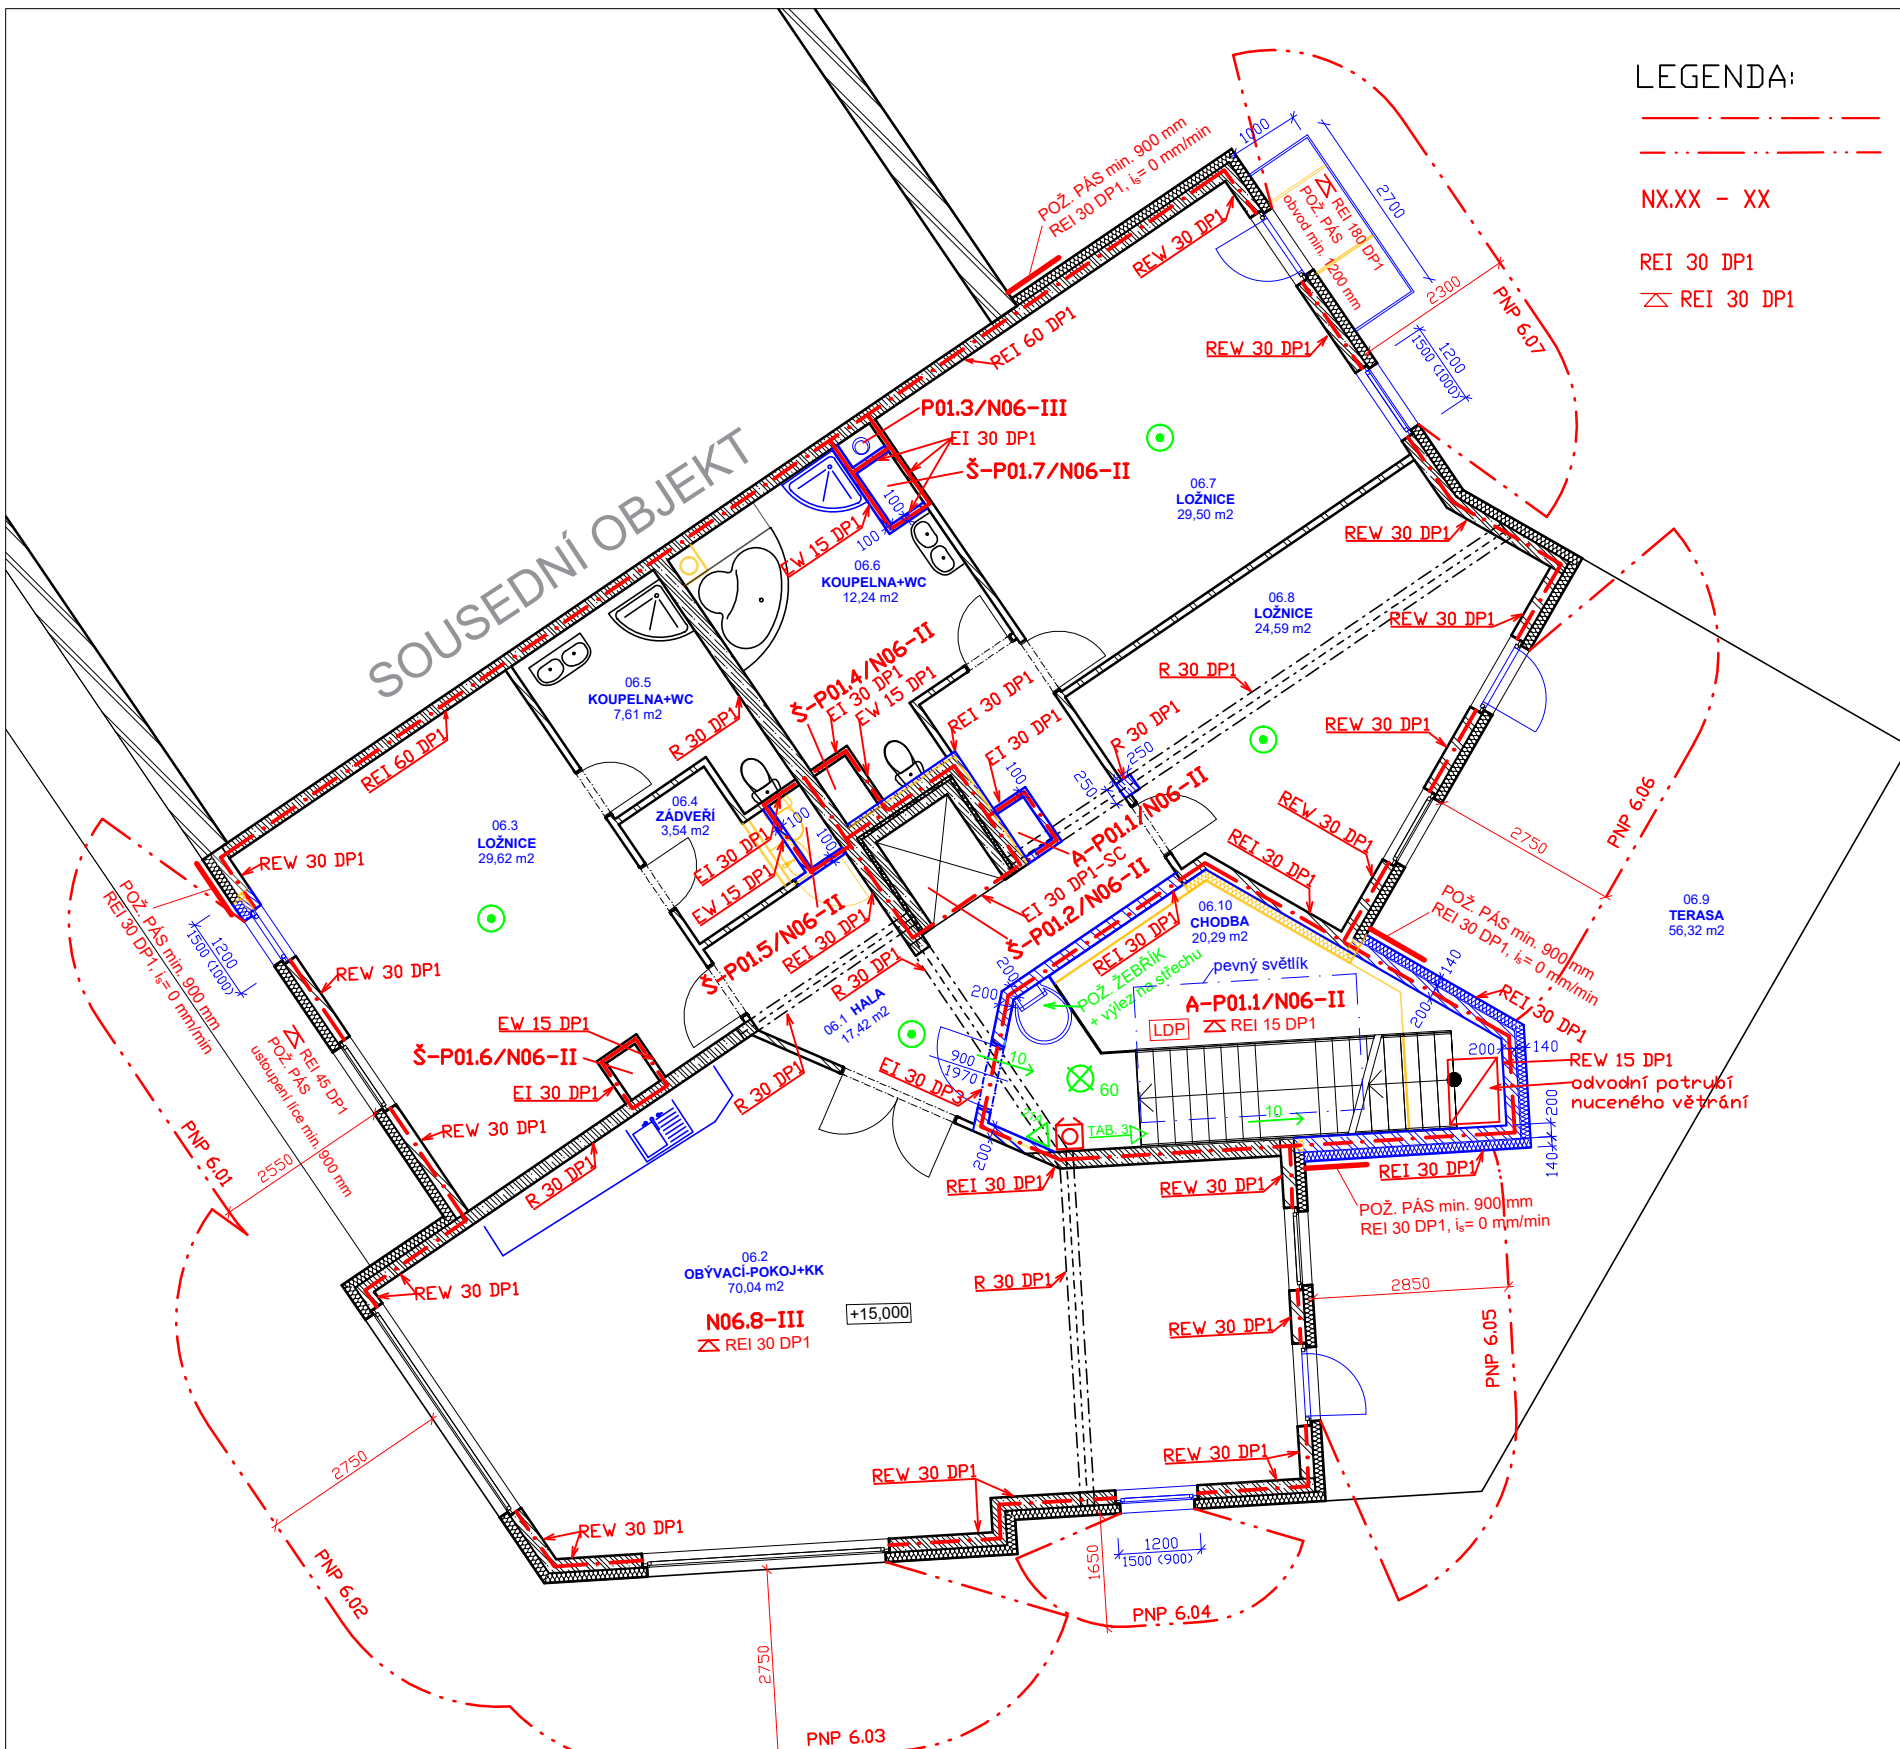 LEGENDA:
NX.XX - XX
REI 30 DP1
REI 30 DP1
SOUSEDNÍ OBJEKT
POŽ. PÁS min. 900 mm
REI 30 DP1, is= 0 mm/min
REW 30 DP1
1000
2700
REI 180 DP1
POŽ. PÁS
obvod min. 1200 mm
2300
PNP 6.07
1200
1500 (1000)
REW 30 DP1
REI 60 DP1
P01.3/N06-III
EI 30 DP1
Š-P01.7/N06-II
100
100
EW 15 DP1
06.7
LOŽNICE
29,50 m2
REW 30 DP1
06.6
KOUPELNA+WC
12,24 m2
06.8
LOŽNICE
24,59 m2
REW 30 DP1
R 30 DP1
06.5
KOUPELNA+WC
7,61 m2
R 30 DP1
Š-P01.4/N06-II
EI 30 DP1
EW 15 DP1
REI 30 DP1
EI 30 DP1
100
R 30 DP1
250
250
REW 30 DP1
REI 60 DP1
06.4
ZÁDVEŘÍ
3,54 m2
06.3
LOŽNICE
29,62 m2
REW 30 DP1
EI 30 DP1
EW 15 DP1
100
100
Š-P01.5/N06-II
REI 30 DP1
A-P01.1/N06-II
EI 30 DP1-SC
Š-P01.2/N06-II
REI 30 DP1
REW 30 DP1
2750
PNP 6.06
06.9
TERASA
56,32 m2
POŽ. PÁS min. 900 mm
REI 30 DP1, is= 0 mm/min
1200
1500 (1000)
REW 30 DP1
REI 45 DP1
POŽ. PÁS
ustoupení líce min. 900 mm
PNP 6.01
2550
REW 30 DP1
EW 15 DP1
Š-P01.6/N06-II
EI 30 DP1
R 30 DP1
R 30 DP1
R 30 DP1
06.1 HALA
17,42 m2
06.10
CHODBA
20,29 m2
REI 30 DP1
POŽ. ŽEBŘÍK
+ výlez na střechu
pevný světlík
A-P01.1/N06-II
LDP
REI 15 DP1
200
200
900
1970
EI 30 DP3
10
60
TAB. 3
10
200
POŽ. PÁS min. 900 mm
REI 30 DP1, is= 0 mm/min
140
200
REI 30 DP1
200
140
REW 15 DP1
odvodní potrubí
nuceného větrání
200
140
REI 30 DP1
REI 30 DP1
REW 30 DP1
POŽ. PÁS min. 900 mm
REI 30 DP1, is= 0 mm/min
2850
PNP 6.05
R 30 DP1
REW 30 DP1
06.2
OBÝVACÍ-POKOJ+KK
70,04 m2
N06.8-III
REI 30 DP1
+15,000
REW 30 DP1
2750
PNP 6.02
REW 30 DP1
REW 30 DP1
REW 30 DP1
1650
1200
1500 (900)
PNP 6.04
2750
PNP 6.03